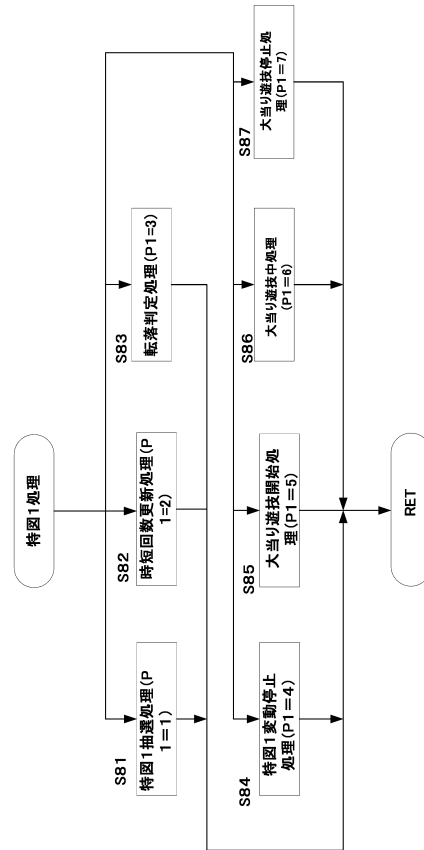 特図1処理
S81
特図1抽選処理(P
1=1)
S82
時短回数更新処理(P
1=2)
S83
転落判定処理(P1=3)
S84
特図1変動停止
処理(P1=4)
S85
大当り遊技開始処
理(P1=5)
S86
大当り遊技中処理
(P1=6)
S87
大当り遊技停止処
理(P1=7)
RET